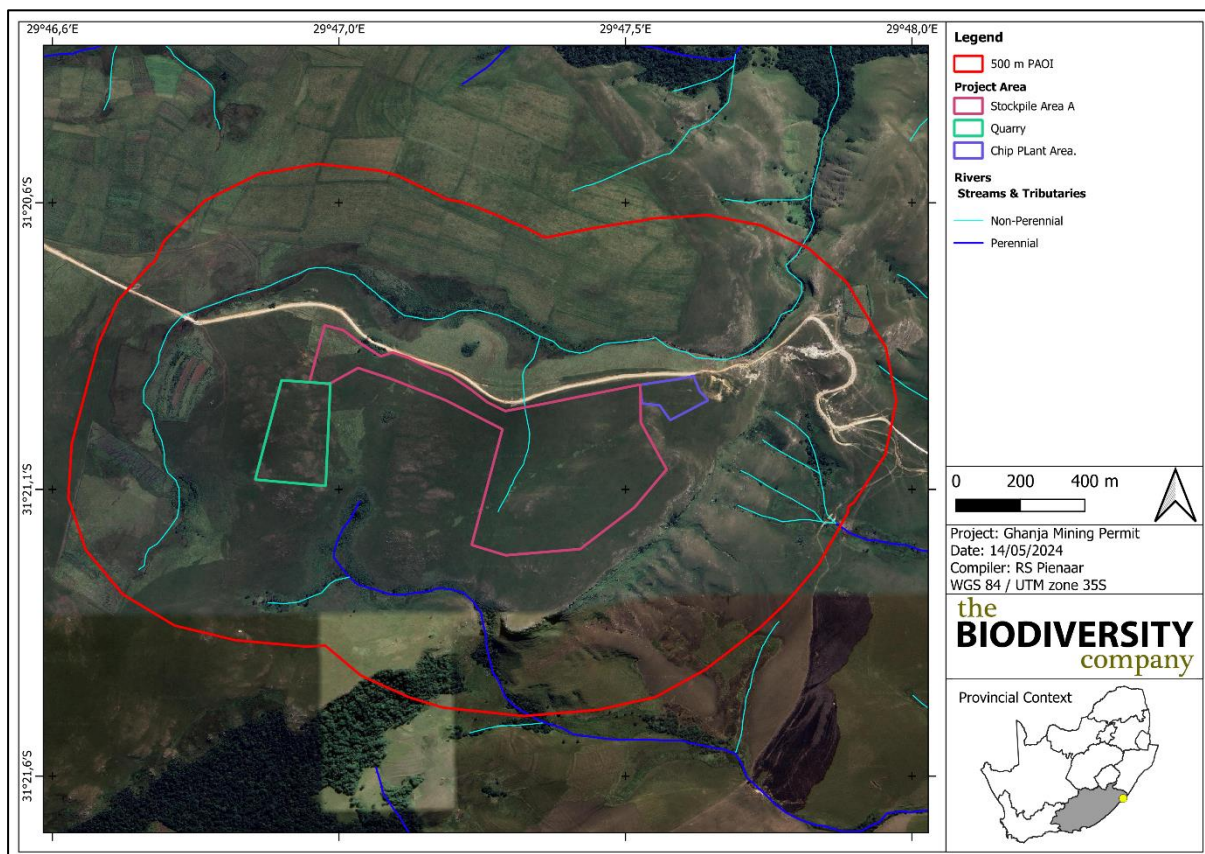 29°46,6'E 29°47,0'E 29°47,5'E 29°48,0'E
31°20,6'S
31°21,1'S
31°21,6'S
Legend
500 m PAOI
Project Area
Stockpile Area A
Quarry
Chip PLant Area.
Rivers
Streams & Tributaries
Non-Perennial
Perennial
0 200 400 m
Project: Ghanja Mining Permit
Date: 14/05/2024
Compiler: RS Pienaar
WGS 84 / UTM zone 35S
the
BIODIVERSITY
company
Provincial Context